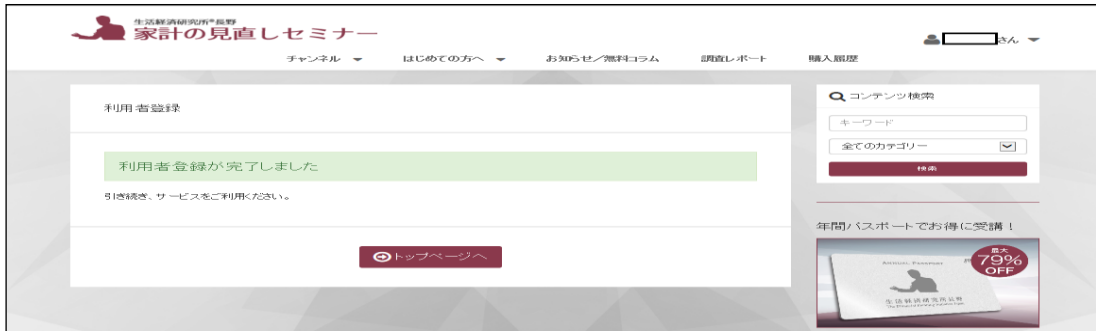 生活経済研究所®長野
家計の見直しセミナー
さん
チャンネル はじめての方へ お知らせ／無料コラム 調査レポート 購入履歴
利用者登録
利用者登録が完了しました
引き続き、サービスをご利用ください。
トップページへ
コンテンツ検索
キーワード
全てのカテゴリー
検索
年間パスポートでお得に受講！
最大
79%
OFF
生活経済研究所長野